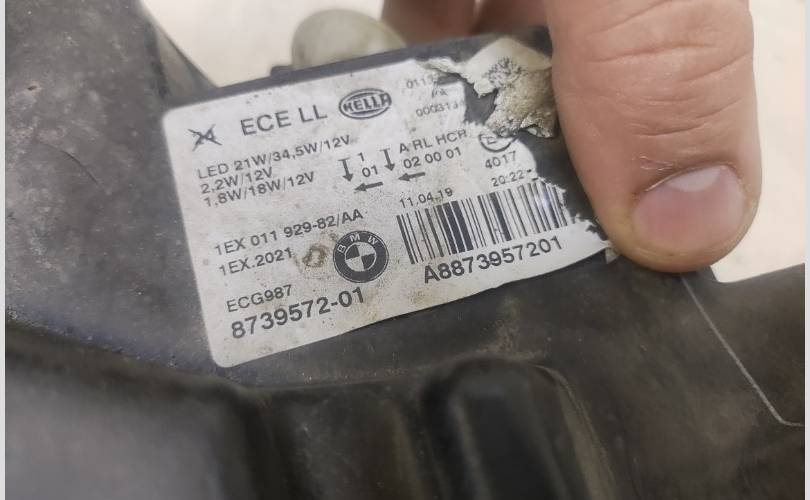 ECE LL HELLA
LED 21W/34,5W/12V
2,2W/12V
1,8W/18W/12V
1
01
A RL HCR
02 00 01
4017
11.04.19
20:22
1EX 011 929-82/AA
1EX.2021
BMW
A8873957201
ECG987
8739572-01